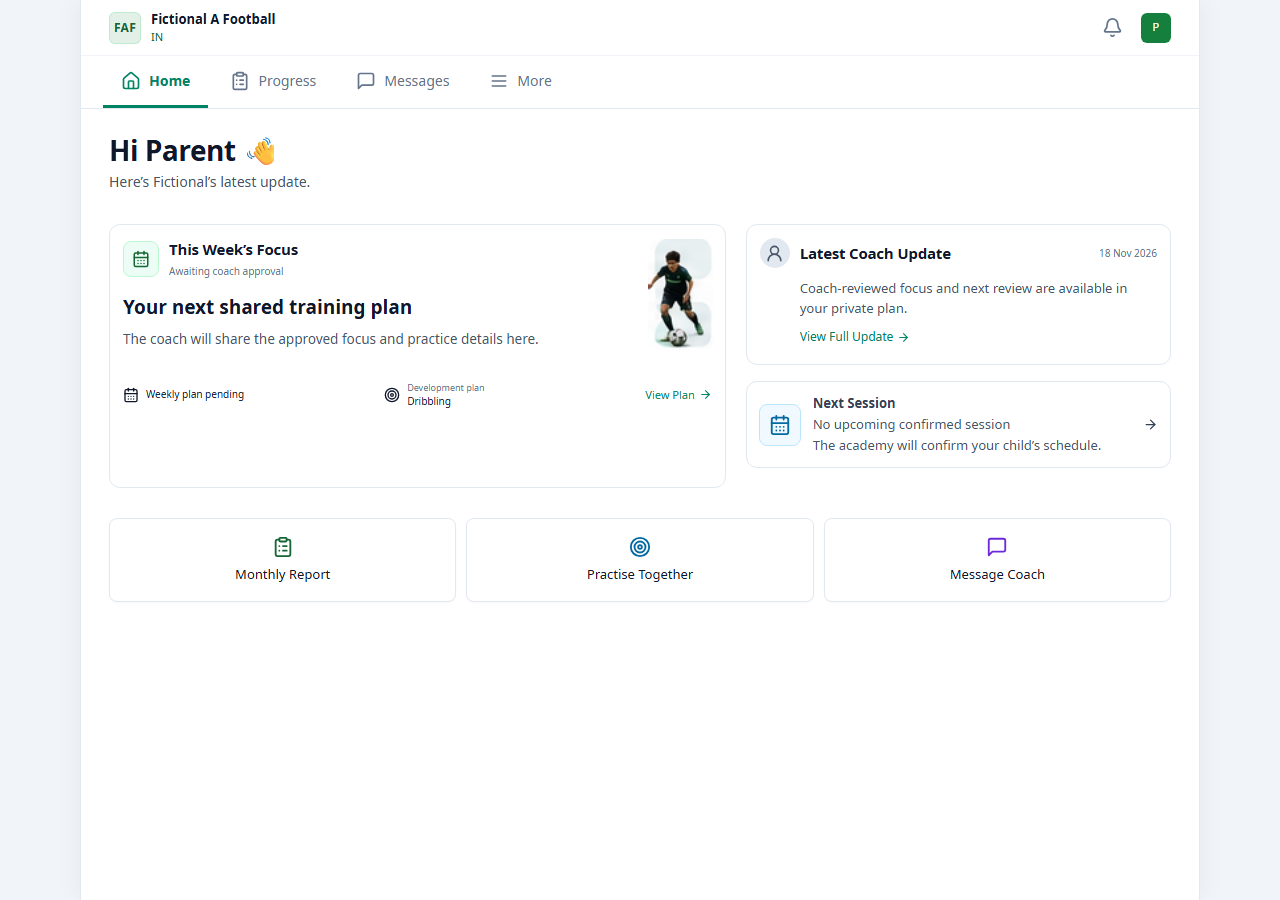 FAF
Fictional A Football
IN
P
Home
Progress
Messages
More
Hi Parent 👋
Here’s Fictional’s latest update.
This Week’s Focus
Awaiting coach approval
Your next shared training plan
The coach will share the approved focus and practice details here.
Weekly plan pending
Development plan
Dribbling
View Plan →
Latest Coach Update
18 Nov 2026
Coach-reviewed focus and next review are available in
your private plan.
View Full Update →
Next Session
No upcoming confirmed session
The academy will confirm your child’s schedule.
Monthly Report
Practise Together
Message Coach